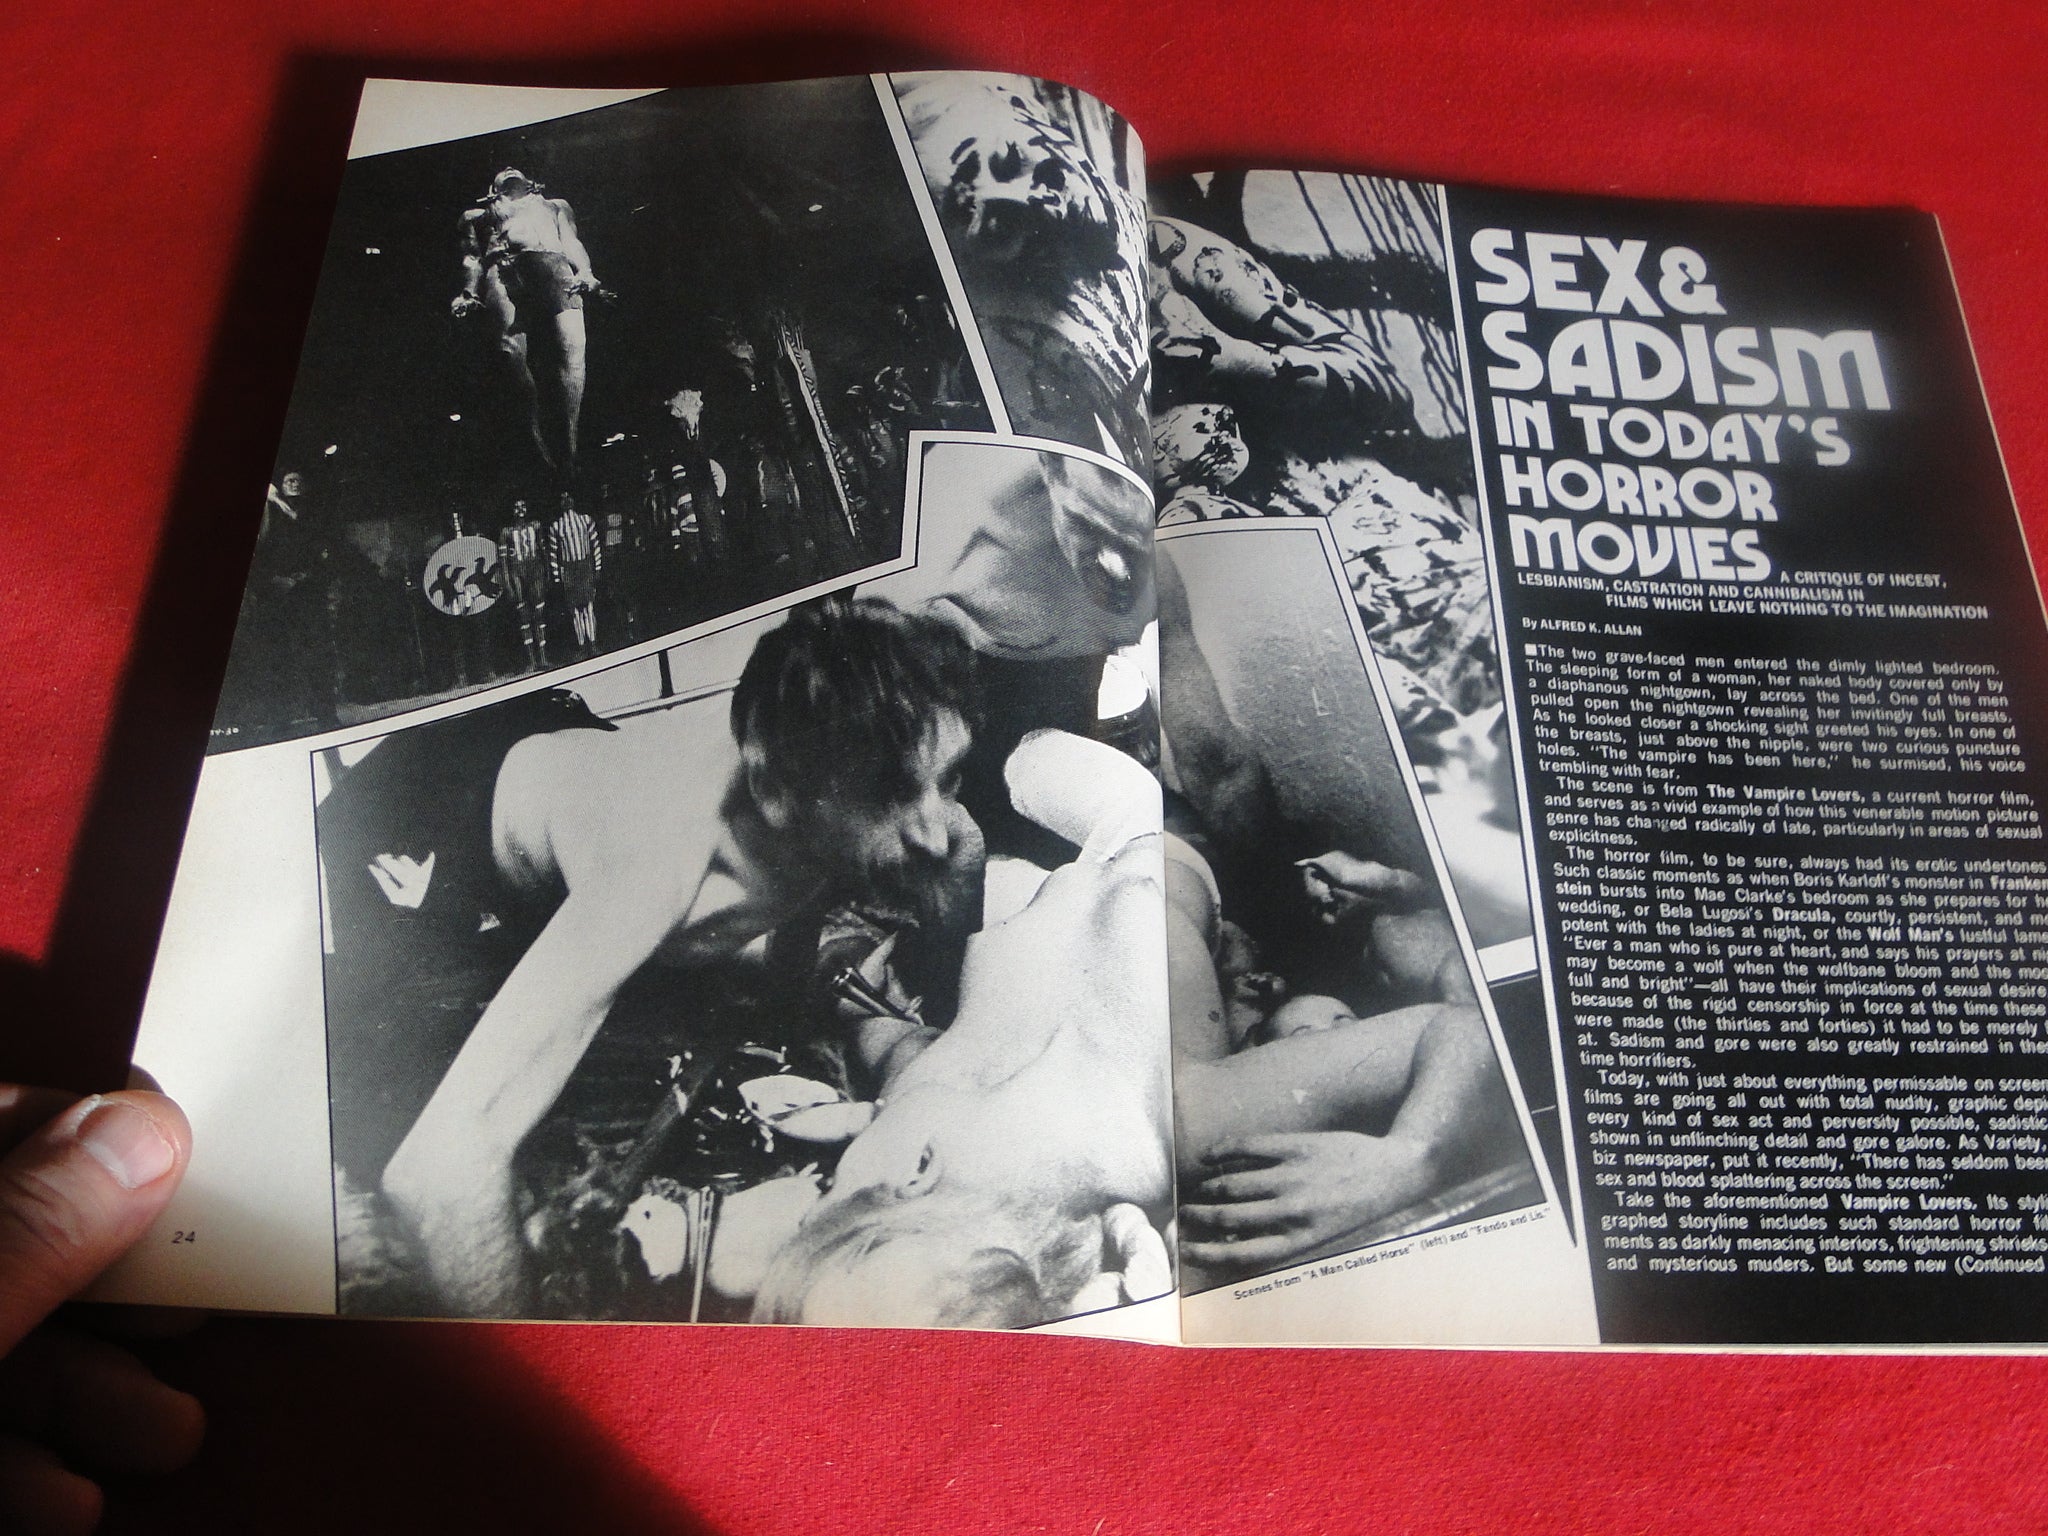 24
SEX &
SADISM
IN TODAY'S
HORROR
MOVIES
A CRITIQUE OF INCEST,
LESBIANISM, CASTRATION AND CANNIBALISM IN
FILMS WHICH LEAVE NOTHING TO THE IMAGINATION
By ALFRED K. ALLAN
■The two grave-faced men entered the dimly lighted bedroom.
The sleeping form of a woman, her naked body covered only by
a diaphanous nightgown, lay across the bed. One of the men
pulled open the nightgown revealing her invitingly full breasts.
As he looked closer a shocking sight greeted his eyes. In one of
the breasts, just above the nipple, were two curious puncture
holes. "The vampire has been here," he surmised, his voice
trembling with fear.
The scene is from The Vampire Lovers, a current horror film,
and serves as a vivid example of how this venerable motion picture
genre has changed radically of late, particularly in areas of sexual
explicitness.
The horror film, to be sure, always had its erotic undertones.
Such classic moments as when Boris Karloff's monster in Franken
stein bursts into Mae Clarke's bedroom as she prepares for he
wedding, or Bela Lugosi's Dracula, courtly, persistent, and
potent with the ladies at night, or the Wolf Man's lustful
"Ever a man who is pure at heart, and says his prayers at
may become a wolf when the wolfbane bloom and the
full and bright"—all have their implications of sexual desire
because of the rigid censorship in force at the time these
were made (the thirties and forties) it had to be merely
at. Sadism and gore were also greatly restrained in
time horrifiers.
Today, with just about everything permissable on screen
films are going all out with total nudity, graphic
every kind of sex act and perversity possible, sadistic
shown in unflinching detail and gore galore. As Variety,
biz newspaper, put it recently, "There has seldom been
sex and blood splattering across the screen."
Take the aforementioned Vampire Lovers. Its
graphed storyline includes such standard horror
ments as darkly menacing interiors, frightening shrieks
and mysterious muders. But some new (Continued
Scenes from "A Man Called Horse" (left) and "Fando and Lis."